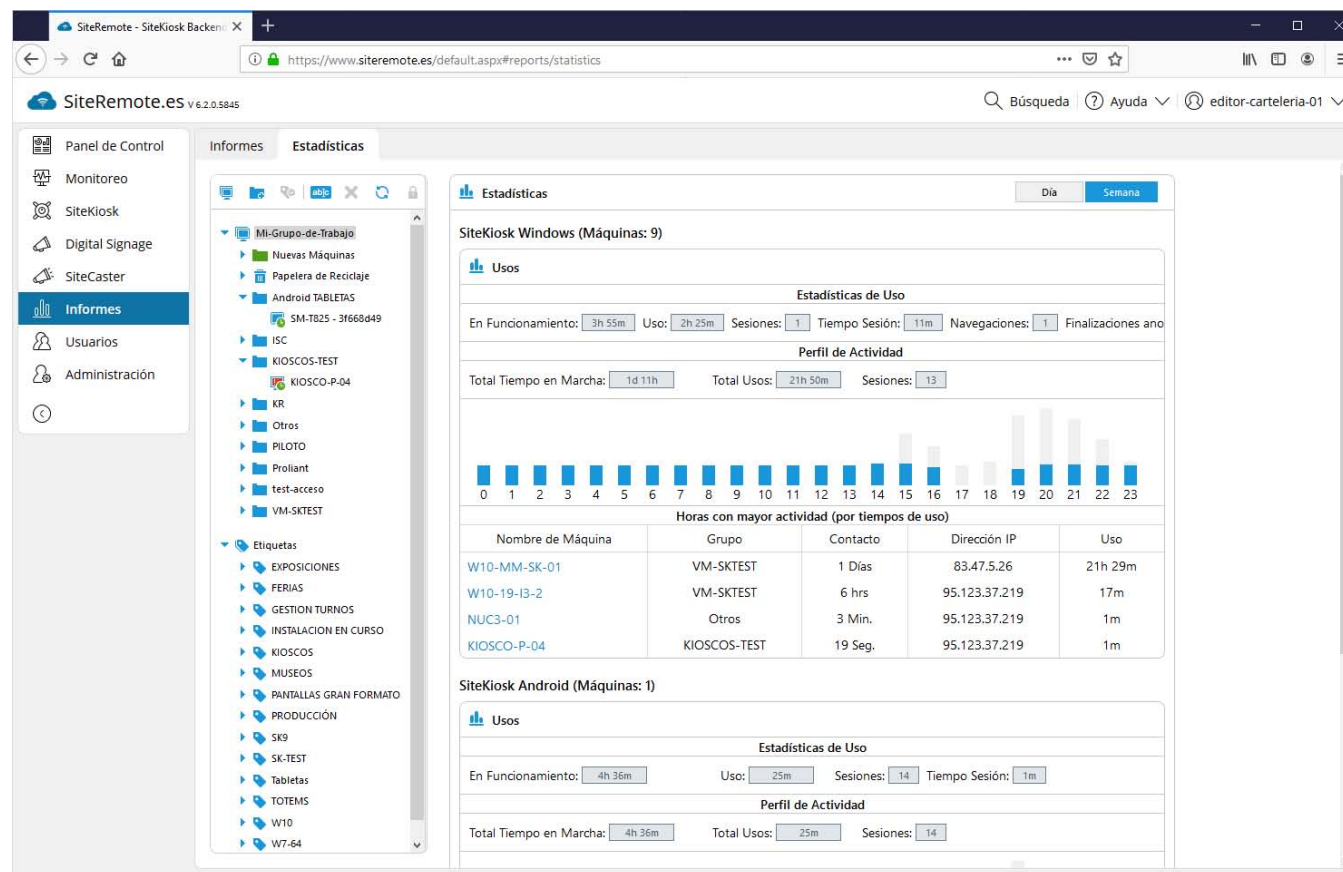 SiteRemote - SiteKiosk Backen
https://www.siteremote.es/default.aspx#reports/statistics
SiteRemote.es V 6.2.0.5845
Búsqueda
Ayuda
editor-carteleria-01
Panel de Control
Monitoreo
SiteKiosk
Digital Signage
SiteCaster
Informes
Usuarios
Administración
Informes
Estadísticas
ab|c
Mi-Grupo-de-Trabajo
Nuevas Máquinas
Papelera de Reciclaje
Android TABLETAS
SM-T825 - 3f668d49
ISC
KIOSCOS-TEST
KIOSCO-P-04
KR
Otros
PILOTO
Proliant
test-acceso
VM-SKTEST
Etiquetas
EXPOSICIONES
FERIAS
GESTION TURNOS
INSTALACION EN CURSO
KIOSCOS
MUSEOS
PANTALLAS GRAN FORMATO
PRODUCCIÓN
SK9
SK-TEST
Tabletas
TOTEMS
W10
W7-64
Estadísticas
Día Semana
SiteKiosk Windows (Máquinas: 9)
Usos
Estadísticas de Uso
En Funcionamiento: 3h 55m Uso: 2h 25m Sesiones: 1 Tiempo Sesión: 11m Navegaciones: 1 Finalizaciones ano
Perfil de Actividad
Total Tiempo en Marcha: 1d 11h Total Usos: 21h 50m Sesiones: 13
0 1 2 3 4 5 6 7 8 9 10 11 12 13 14 15 16 17 18 19 20 21 22 23
Horas con mayor actividad (por tiempos de uso)
Nombre de Máquina Grupo Contacto Dirección IP Uso
W10-MM-SK-01 VM-SKTEST 1 Días 83.47.5.26 21h 29m
W10-19-I3-2 VM-SKTEST 6 hrs 95.123.37.219 17m
NUC3-01 Otros 3 Min. 95.123.37.219 1m
KIOSCO-P-04 KIOSCOS-TEST 19 Seg. 95.123.37.219 1m
SiteKiosk Android (Máquinas: 1)
Usos
Estadísticas de Uso
En Funcionamiento: 4h 36m Uso: 25m Sesiones: 14 Tiempo Sesión: 1m
Perfil de Actividad
Total Tiempo en Marcha: 4h 36m Total Usos: 25m Sesiones: 14